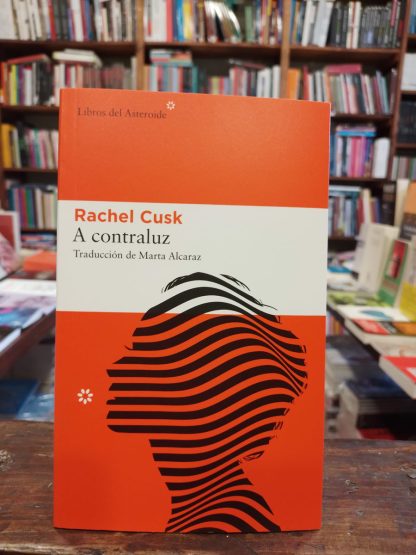 Libros del Asteroide
Rachel Cusk
A contraluz
Traducción de Marta Alcaraz